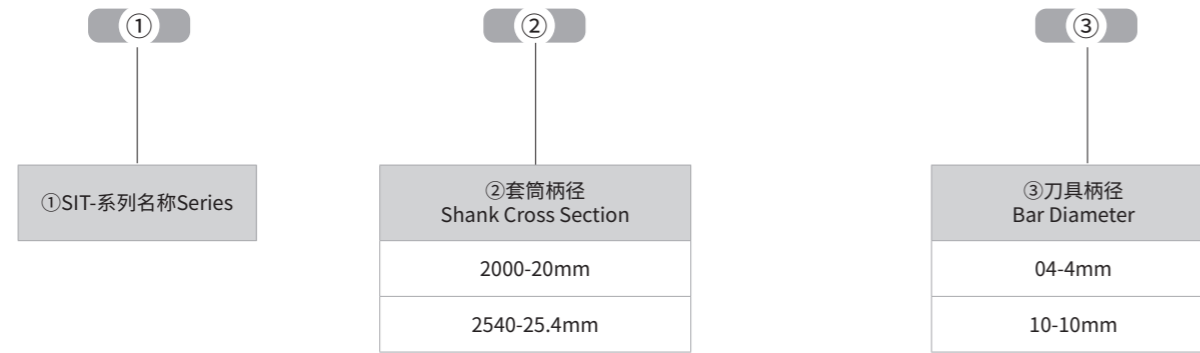 ①
②
③
①SIT-系列名称Series
②套筒柄径
Shank Cross Section
③刀具柄径
Bar Diameter
2000-20mm
04-4mm
2540-25.4mm
10-10mm